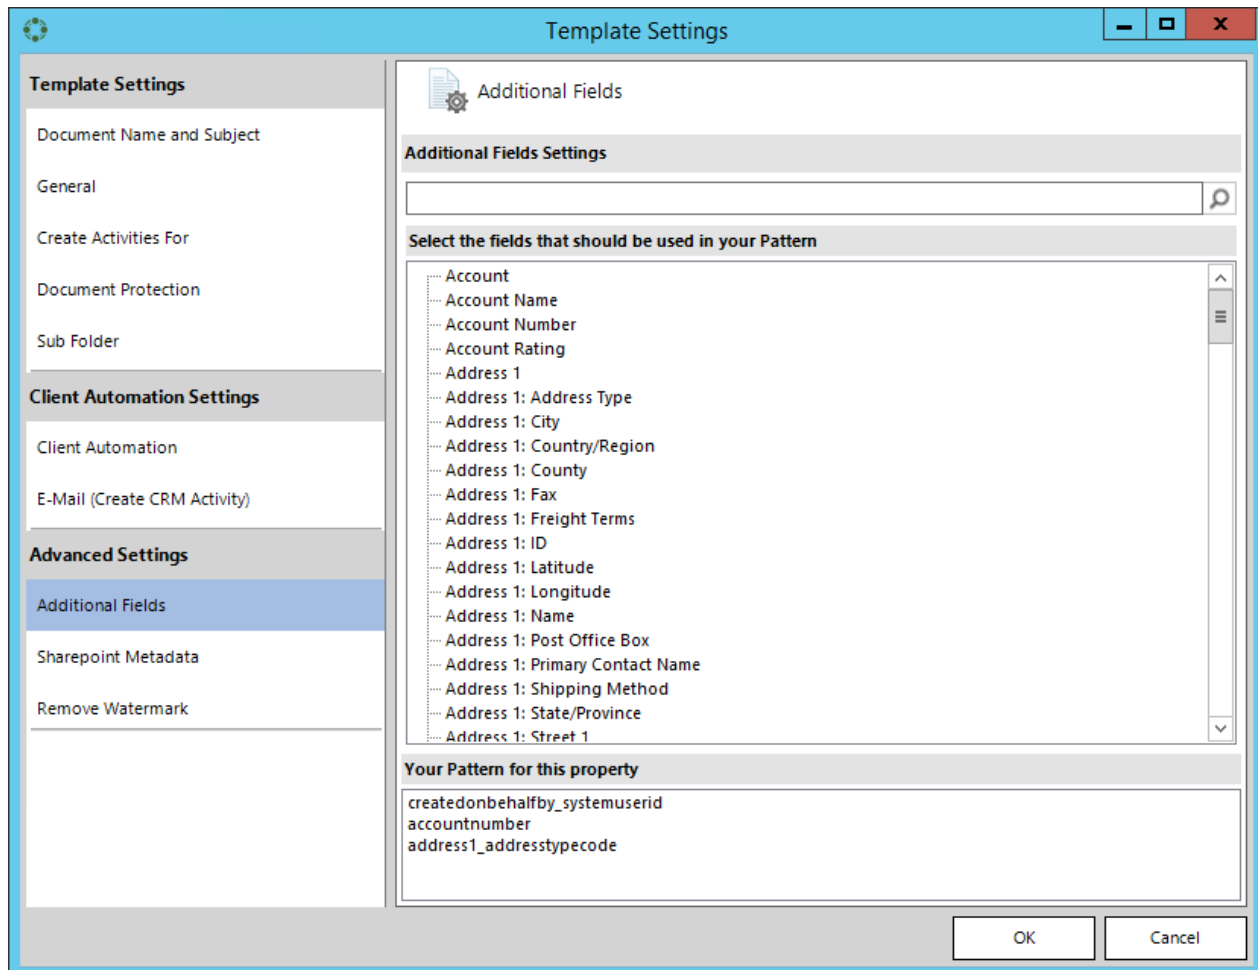 Template Settings
Template Settings
Document Name and Subject
General
Create Activities For
Document Protection
Sub Folder
Client Automation Settings
Client Automation
E-Mail (Create CRM Activity)
Advanced Settings
Additional Fields
Sharepoint Metadata
Remove Watermark
Additional Fields
Additional Fields Settings
Select the fields that should be used in your Pattern
Account
Account Name
Account Number
Account Rating
Address 1
Address 1: Address Type
Address 1: City
Address 1: Country/Region
Address 1: County
Address 1: Fax
Address 1: Freight Terms
Address 1: ID
Address 1: Latitude
Address 1: Longitude
Address 1: Name
Address 1: Post Office Box
Address 1: Primary Contact Name
Address 1: Shipping Method
Address 1: State/Province
Address 1: Street 1
Your Pattern for this property
createdonbehalfby_systemuserid
accountnumber
address1_addresstypecode
OK
Cancel